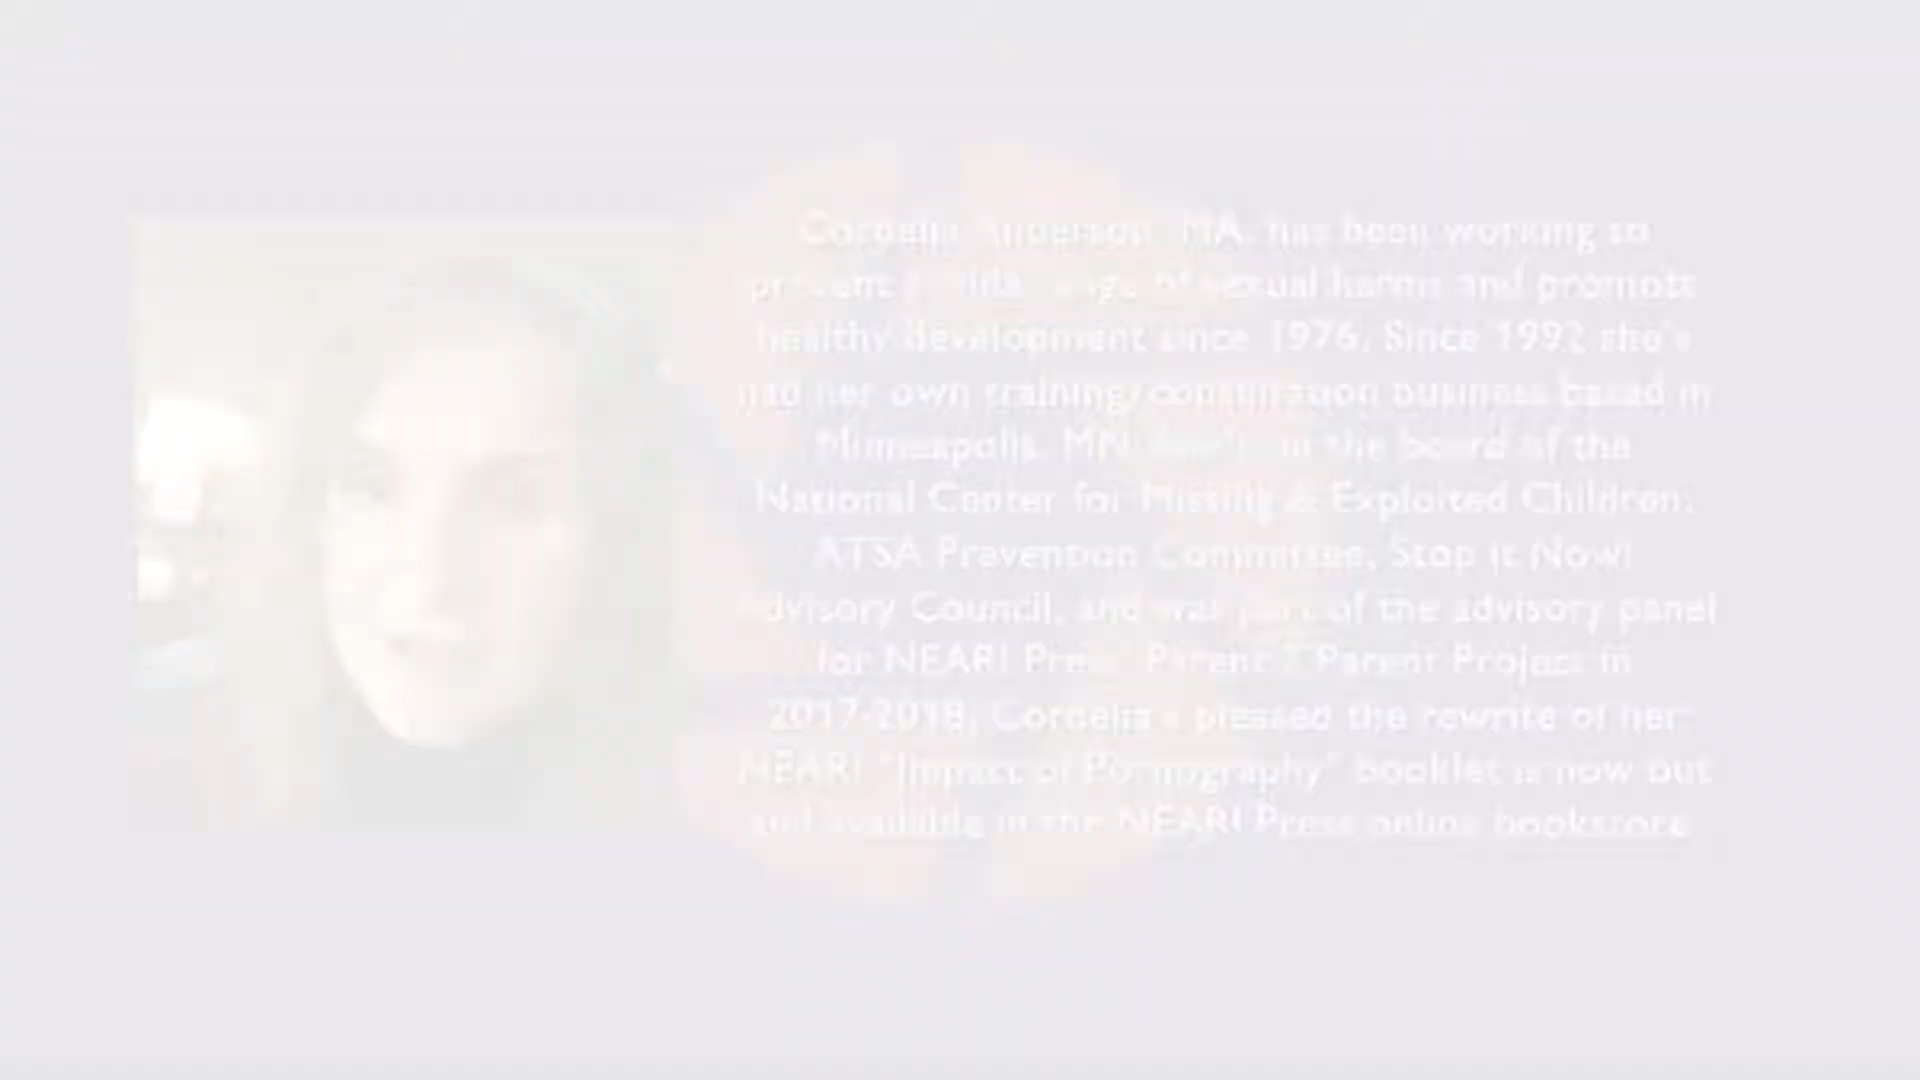 Cordelia Anderson, MA, has been working to
prevent a wide range of sexual harms and promote
healthy development since 1976. Since 1992 she's
had her own training/consultation business based in
Minneapolis, MN. on the board of the
National Center for Missing & Exploited Children,
ATSA Prevention Committee, Stop It Now!
Advisory Council, and was part of the advisory panel
for NEARI Press' Parent 2 Parent Project in
2017-2018. Cordelia's pleased the rewrite of her
NEARI "Impact of Pornography" booklet is now out
and available in the NEARI Press online bookstore